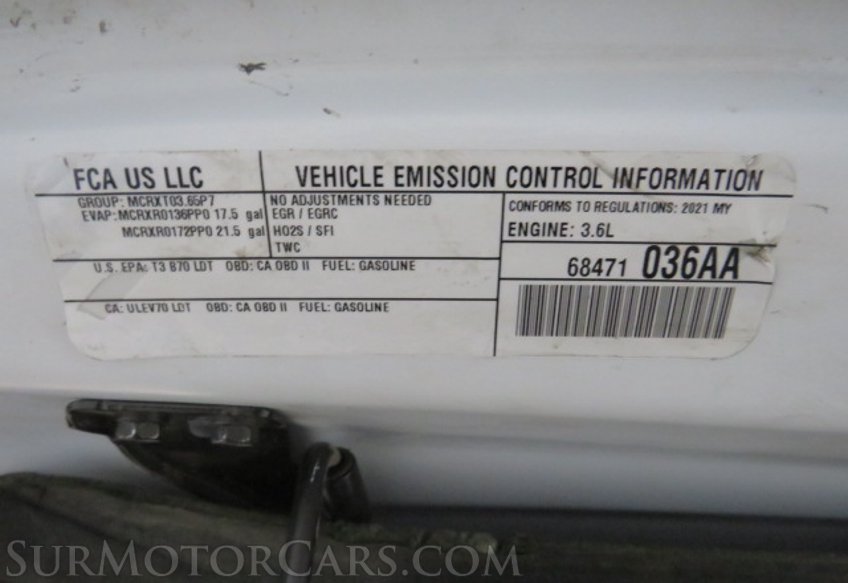 FCA US LLC
VEHICLE EMISSION CONTROL INFORMATION
GROUP: MCRXT03.65P7
EVAP: MCRXR0136PP0 17.5 gal
MCRXR0172PP0 21.5 gal
NO ADJUSTMENTS NEEDED
EGR / EGRC
HO2S / SFI
TWC
CONFORMS TO REGULATIONS: 2021 MY
ENGINE: 3.6L
68471 036AA
U.S. EPA: T3 B70 LDT OBD: CA OBD II FUEL: GASOLINE
CA: ULEV70 LDT OBD: CA OBD II FUEL: GASOLINE
SURMOTORCARS.COM